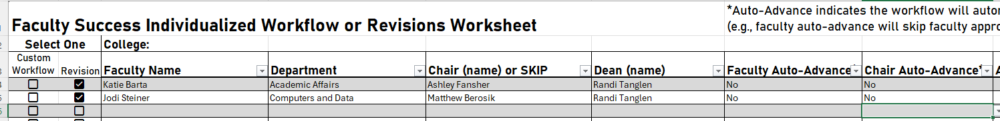 *Auto-Advance indicates the workflow will
Faculty Success Individualized Workflow or Revisions Worksheet
(e.g., faculty auto-advance will skip faculty
Select One College:
Custom Workflow Revision Faculty Name Department Chair (name) or SKIP Dean (name) Faculty Auto-Advance Chair Auto-Advance*
4 Katie Barta Academic Affairs Ashley Fansher Randi Tanglen No No
5 Jodi Steiner Computers and Data Matthew Berosik Randi Tanglen No No